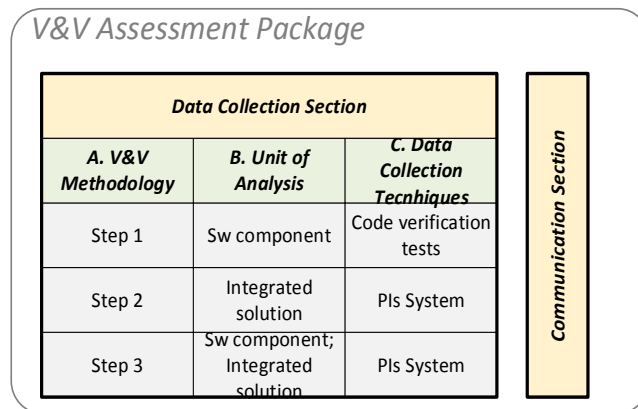 V&V Assessment Package
Data Collection Section
A. V&V
Methodology
B. Unit of
Analysis
C. Data
Collection
Tecnhiques
Step 1
Sw component
Code verification
tests
Step 2
Integrated
solution
PIs System
Step 3
Sw component;
Integrated
solution
PIs System
Communication Section